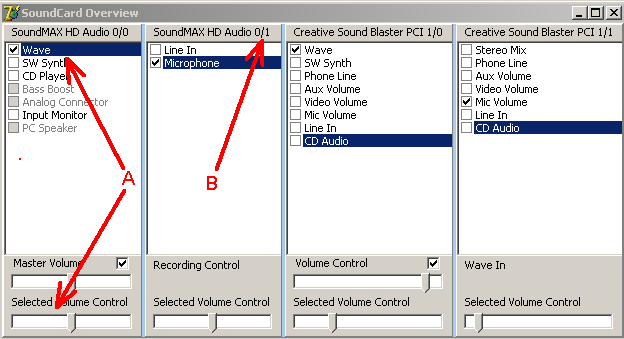 SoundCard Overview
SoundMAX HD Audio 0/0
Wave
SW Synth
CD Player
Bass Boost
Analog Connector
Input Monitor
PC Speaker
A
Master Volume
Selected Volume Control
SoundMAX HD Audio 0/1
Line In
Microphone
B
Recording Control
Selected Volume Control
Creative Sound Blaster PCI 1/0
Wave
SW Synth
Phone Line
Aux Volume
Video Volume
Mic Volume
Line In
CD Audio
Volume Control
Selected Volume Control
Creative Sound Blaster PCI 1/1
Stereo Mix
Phone Line
Aux Volume
Video Volume
Mic Volume
Line In
CD Audio
Wave In
Selected Volume Control